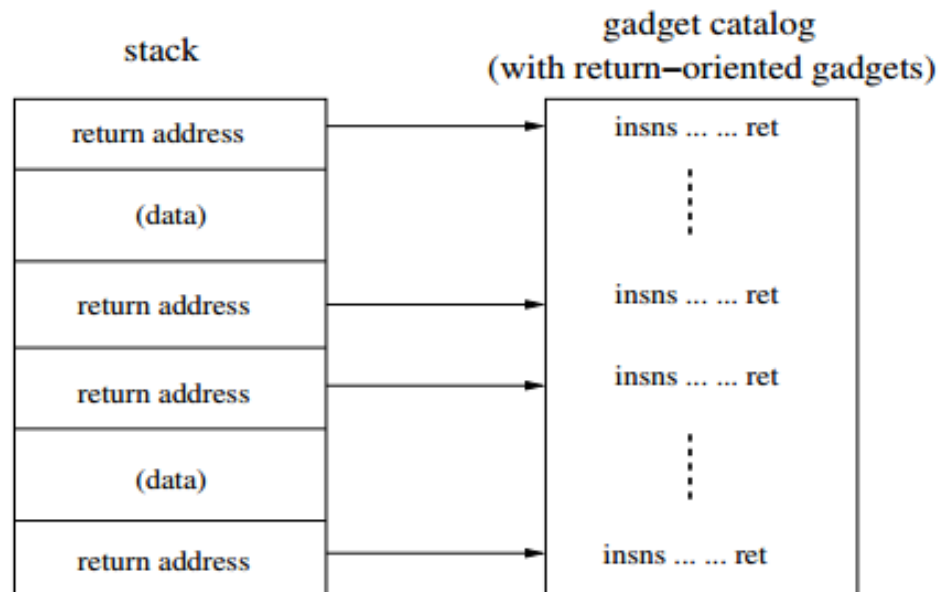 stack
gadget catalog
(with return−oriented gadgets)
return address
insns ... ... ret
(data)
return address
insns ... ... ret
return address
insns ... ... ret
(data)
return address
insns ... ... ret